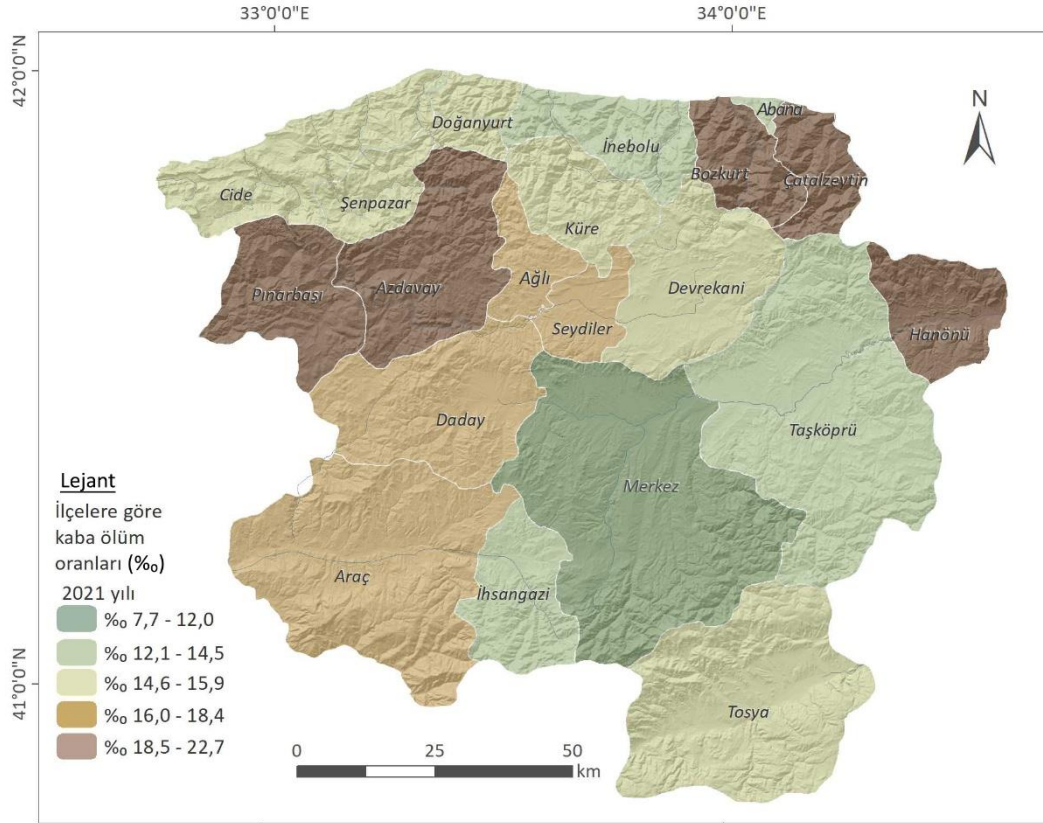 33°0'0"E
34°0'0"E
42°0'0"N
41°0'0"N
N
Abana
Doğanyurt
İnebolu
Bozkurt
Çatalzeytin
Cide
Şenpazar
Küre
Ağlı
Azdavay
Pınarbaşı
Devrekani
Seydiler
Hanönü
Daday
Taşköprü
Merkez
Araç
İhsangazi
Tosya
Lejant
İlçelere göre
kaba ölüm
oranları (‰)
2021 yılı
‰ 7,7 - 12,0
‰ 12,1 - 14,5
‰ 14,6 - 15,9
‰ 16,0 - 18,4
‰ 18,5 - 22,7
0 25 50
km